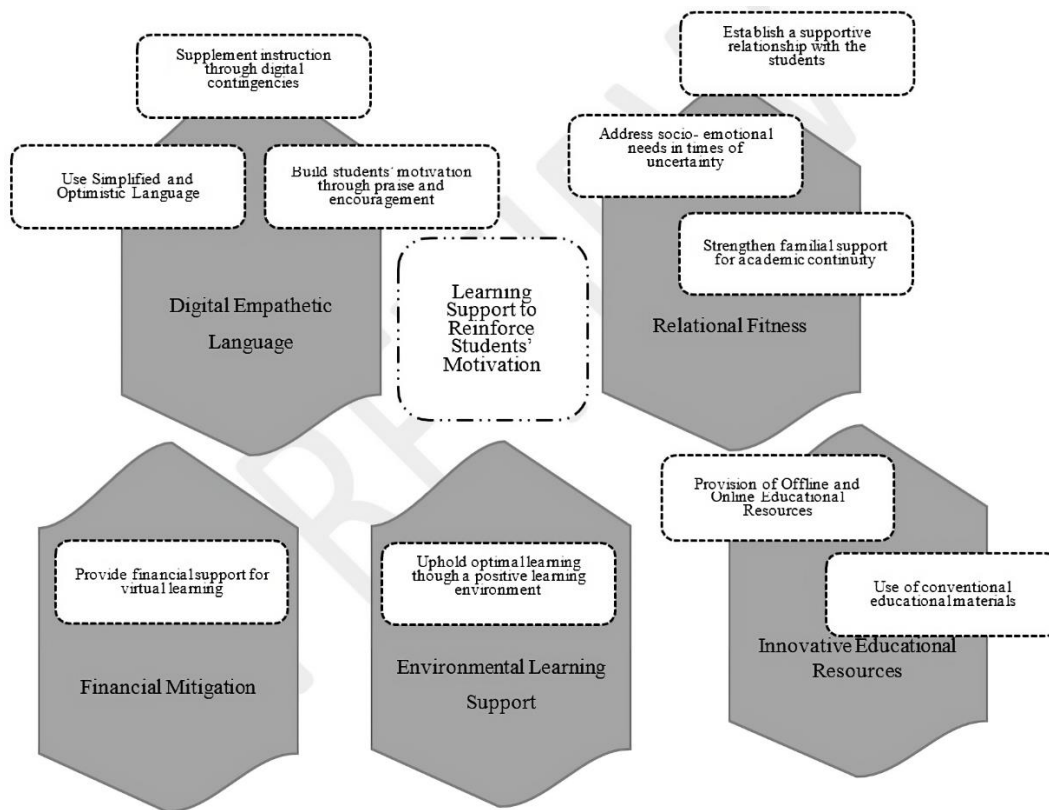 Supplement instruction
through digital
contingencies
Use Simplified and
Optimistic Language
Build students’ motivation
through praise and
encouragement
Digital Empathetic
Language
Learning
Support to
Reinforce
Students’
Motivation
Establish a supportive
relationship with the
students
Address socio- emotional
needs in times of
uncertainty
Strengthen familial support
for academic continuity
Relational Fitness
Provide financial support for
virtual learning
Financial Mitigation
Uphold optimal learning
though a positive learning
environment
Environmental Learning
Support
Provision of Offline and
Online Educational
Resources
Use of conventional
educational materials
Innovative Educational
Resources